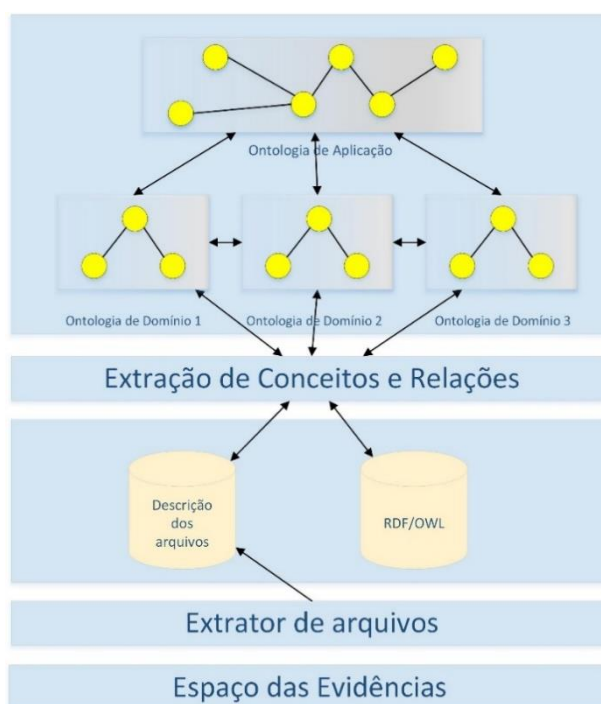 Ontologia de Aplicação
Ontologia de Domínio 1
Ontologia de Domínio 2
Ontologia de Domínio 3
Extração de Conceitos e Relações
Descrição
dos
arquivos
RDF/OWL
Extrator de arquivos
Espaço das Evidências